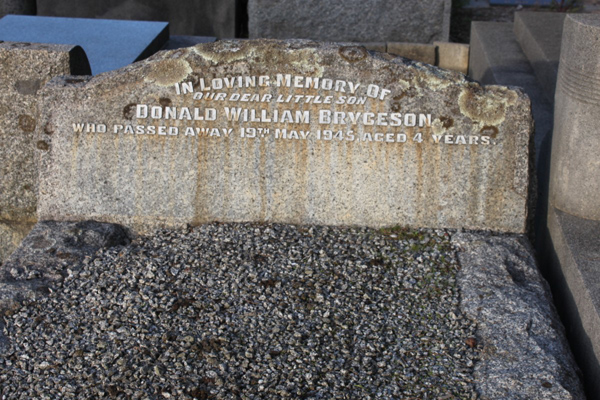 IN LOVING MEMORY OF
OUR DEAR LITTLE SON
DONALD WILLIAM BRYCESON
WHO PASSED AWAY 19TH MAY, 1945, AGED 4 YEARS.